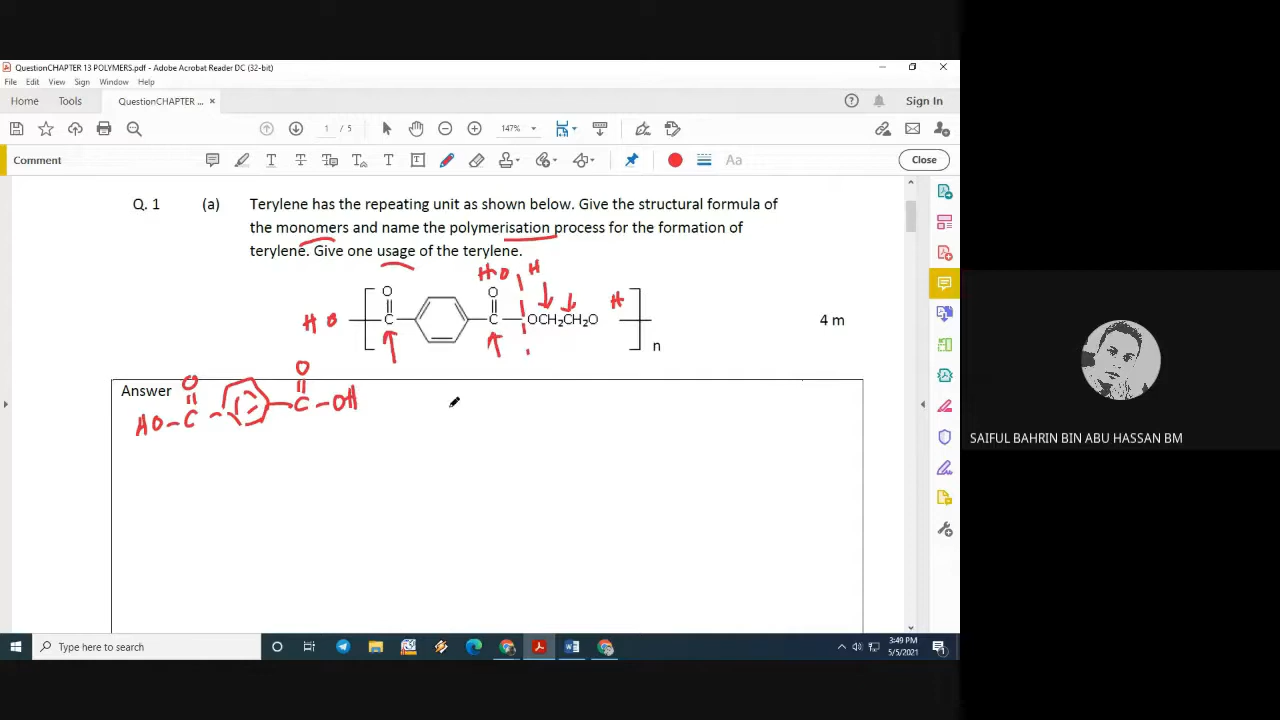 QuestionCHAPTER 13 POLYMERS.pdf - Adobe Acrobat Reader DC (32-bit)
File Edit View Sign Window Help
Home Tools QuestionCHAPTER ... × Sign In
1 / 5 147%
Comment Aa Close
Q. 1 (a) Terylene has the repeating unit as shown below. Give the structural formula of
the monomers and name the polymerisation process for the formation of
terylene. Give one usage of the terylene.
HO H
O O H
HO C C OCH2CH2O 4 m
n
O
Answer O
HO-C C-OH
SAIFUL BAHRIN BIN ABU HASSAN BM
Type here to search
3:49 PM
5/5/2021
1